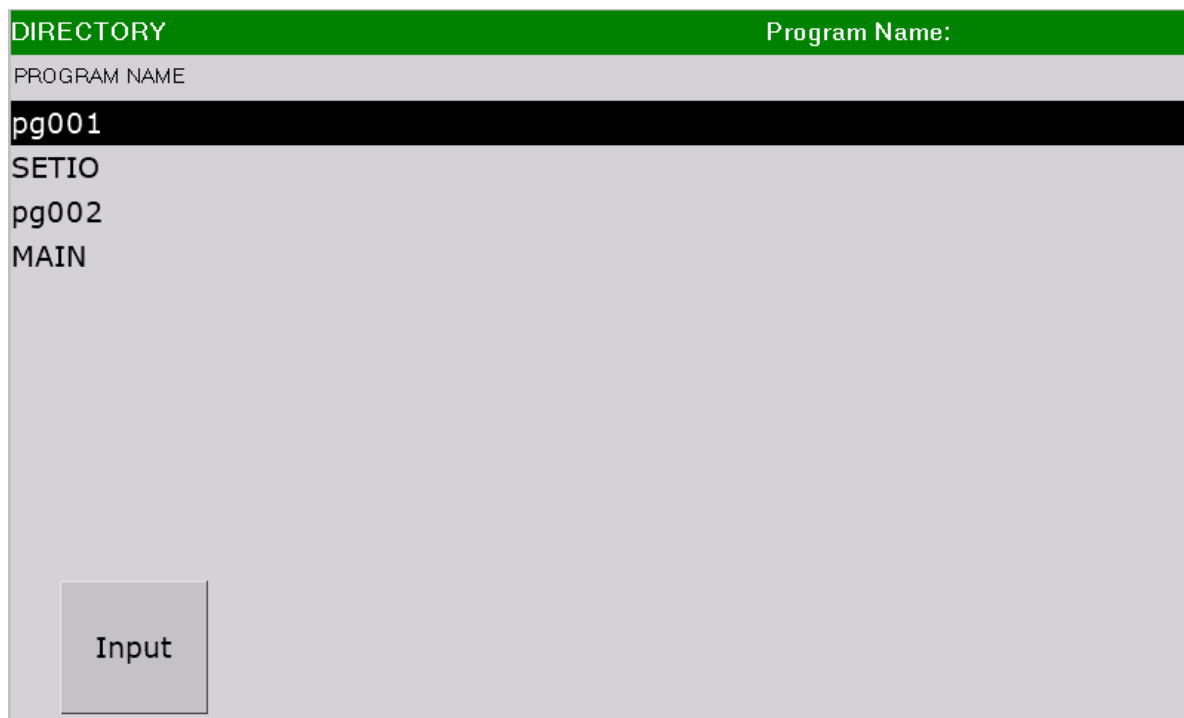 DIRECTORY Program Name:
PROGRAM NAME
pg001
SETIO
pg002
MAIN
Input